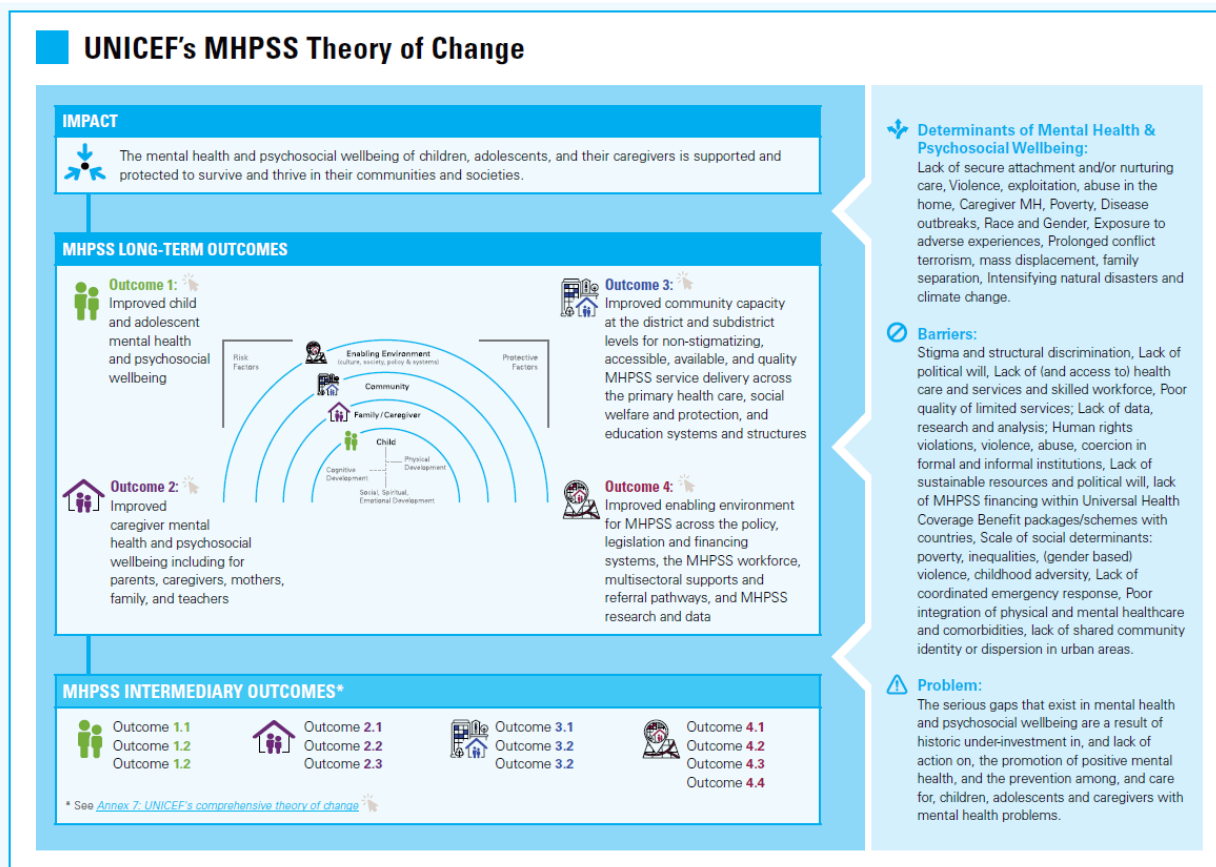 UNICEF's MHPSS Theory of Change
IMPACT
The mental health and psychosocial wellbeing of children, adolescents, and their caregivers is supported and
protected to survive and thrive in their communities and societies.
MHPSS LONG-TERM OUTCOMES
Outcome 1:
Improved child
and adolescent
mental health
and psychosocial
wellbeing
Outcome 2:
Improved
caregiver mental
health and psychosocial
wellbeing including for
parents, caregivers, mothers,
family, and teachers
Risk
Factors
Protective
Factors
Enabling Environment
(culture, society, policy & systems)
Community
Family / Caregiver
Child
Physical
Development
Cognitive
Development
Social, Spiritual,
Emotional Development
Outcome 3:
Improved community capacity
at the district and subdistrict
levels for non-stigmatizing,
accessible, available, and quality
MHPSS service delivery across
the primary health care, social
welfare and protection, and
education systems and structures
Outcome 4:
Improved enabling environment
for MHPSS across the policy,
legislation and financing
systems, the MHPSS workforce,
multisectoral supports and
referral pathways, and MHPSS
research and data
MHPSS INTERMEDIARY OUTCOMES*
Outcome 1.1
Outcome 1.2
Outcome 1.2
Outcome 2.1
Outcome 2.2
Outcome 2.3
Outcome 3.1
Outcome 3.2
Outcome 3.2
Outcome 4.1
Outcome 4.2
Outcome 4.3
Outcome 4.4
* See Annex 7: UNICEF's comprehensive theory of change
Determinants of Mental Health &
Psychosocial Wellbeing:
Lack of secure attachment and/or nurturing
care, Violence, exploitation, abuse in the
home, Caregiver MH, Poverty, Disease
outbreaks, Race and Gender, Exposure to
adverse experiences, Prolonged conflict
terrorism, mass displacement, family
separation, Intensifying natural disasters and
climate change.
Barriers:
Stigma and structural discrimination, Lack of
political will, Lack of (and access to) health
care and services and skilled workforce, Poor
quality of limited services; Lack of data,
research and analysis; Human rights
violations, violence, abuse, coercion in
formal and informal institutions, Lack of
sustainable resources and political will, lack
of MHPSS financing within Universal Health
Coverage Benefit packages/schemes with
countries, Scale of social determinants:
poverty, inequalities, (gender based)
violence, childhood adversity, Lack of
coordinated emergency response, Poor
integration of physical and mental healthcare
and comorbidities, lack of shared community
identity or dispersion in urban areas.
Problem:
The serious gaps that exist in mental health
and psychosocial wellbeing are a result of
historic under-investment in, and lack of
action on, the promotion of positive mental
health, and the prevention among, and care
for, children, adolescents and caregivers with
mental health problems.